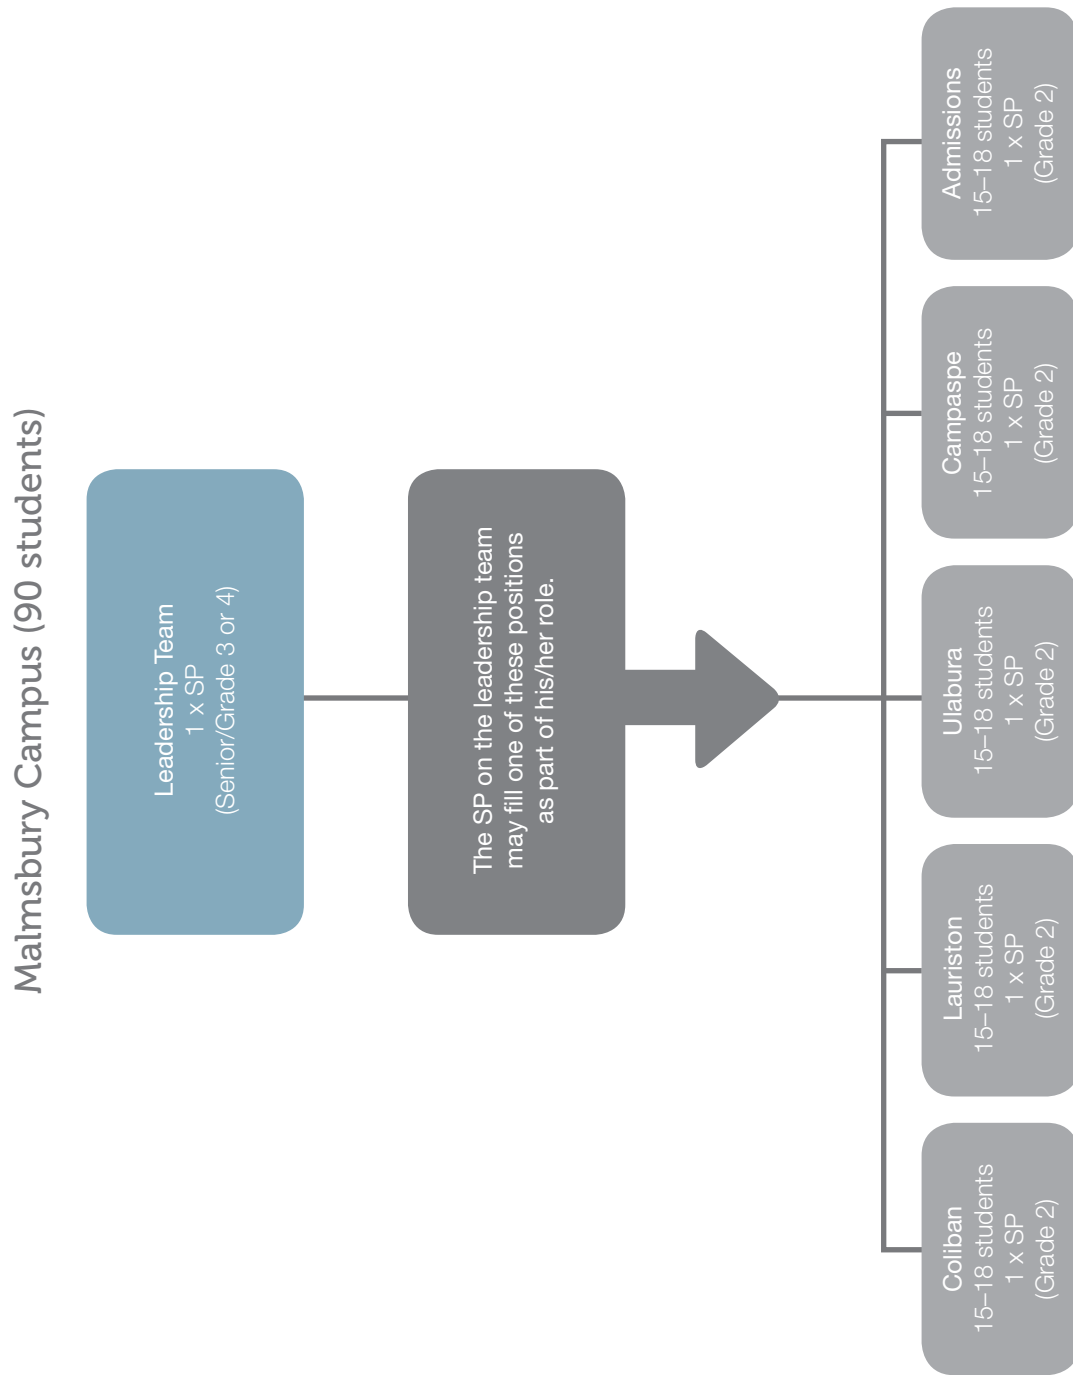 Malmsbury Campus (90 students)
Leadership Team
1 x SP
(Senior/Grade 3 or 4)
The SP on the leadership team
may fill one of these positions
as part of his/her role.
Coliban
15–18 students
1 x SP
(Grade 2)
Lauriston
15–18 students
1 x SP
(Grade 2)
Ulabura
15–18 students
1 x SP
(Grade 2)
Campaspe
15–18 students
1 x SP
(Grade 2)
Admissions
15–18 students
1 x SP
(Grade 2)